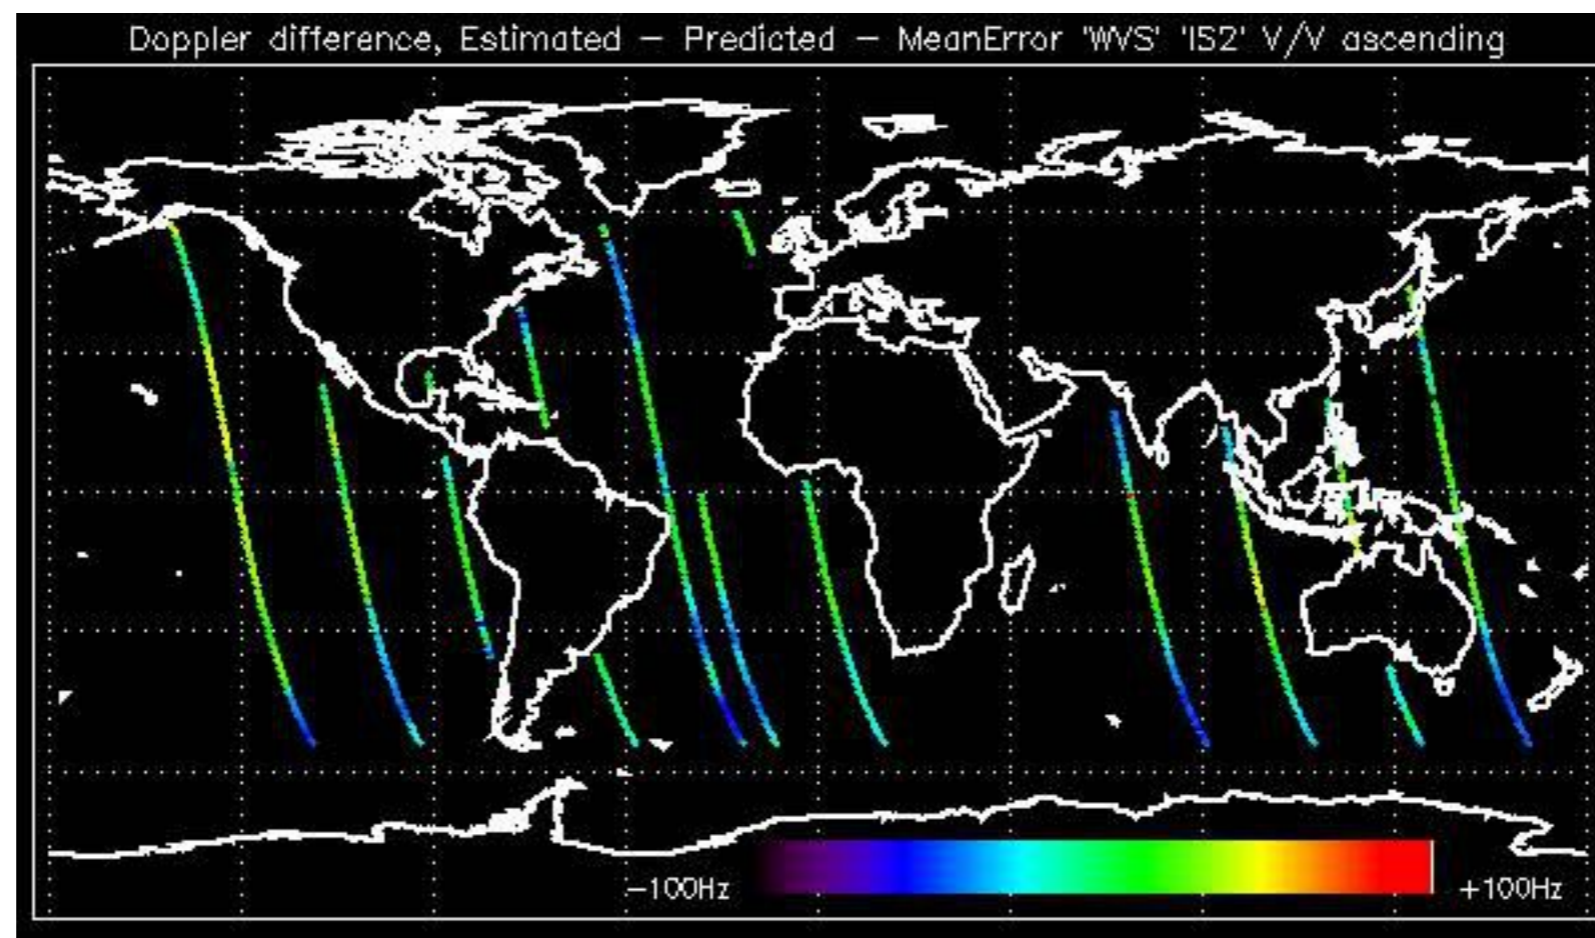 Doppler difference, Estimated – Predicted – MeanError 'WVS' 'IS2' V/V ascending
–100Hz +100Hz